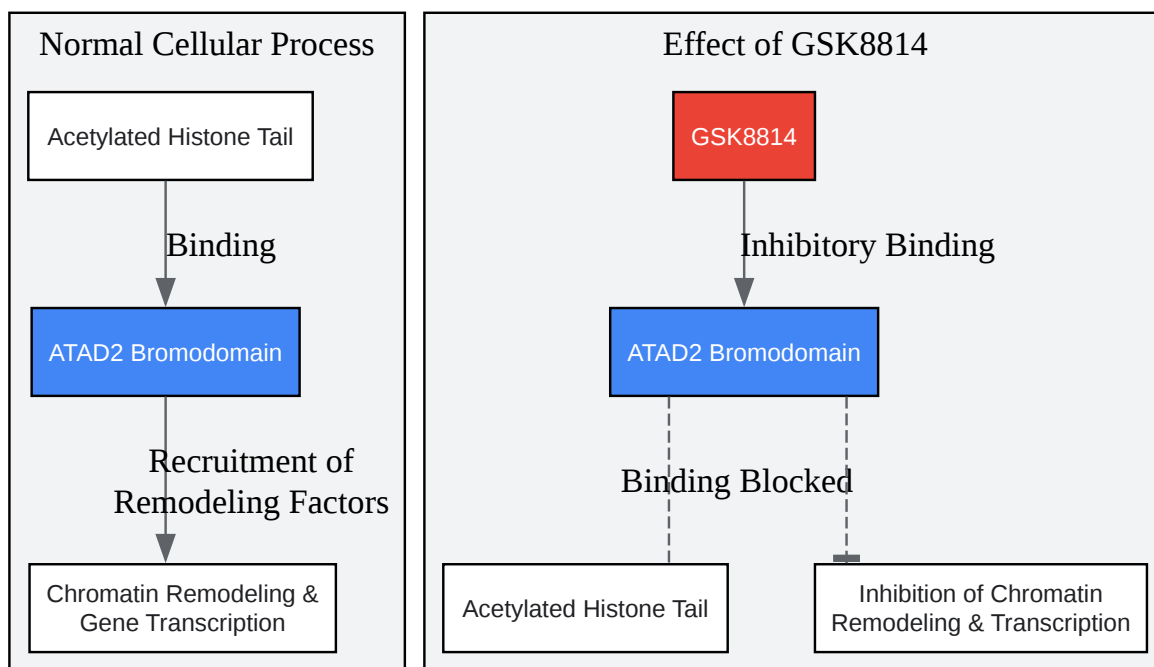 Normal Cellular Process
Acetylated Histone Tail
Binding
ATAD2 Bromodomain
Recruitment of
Remodeling Factors
Chromatin Remodeling &
Gene Transcription
Effect of GSK8814
GSK8814
Inhibitory Binding
ATAD2 Bromodomain
Binding Blocked
Acetylated Histone Tail
Inhibition of Chromatin
Remodeling & Transcription